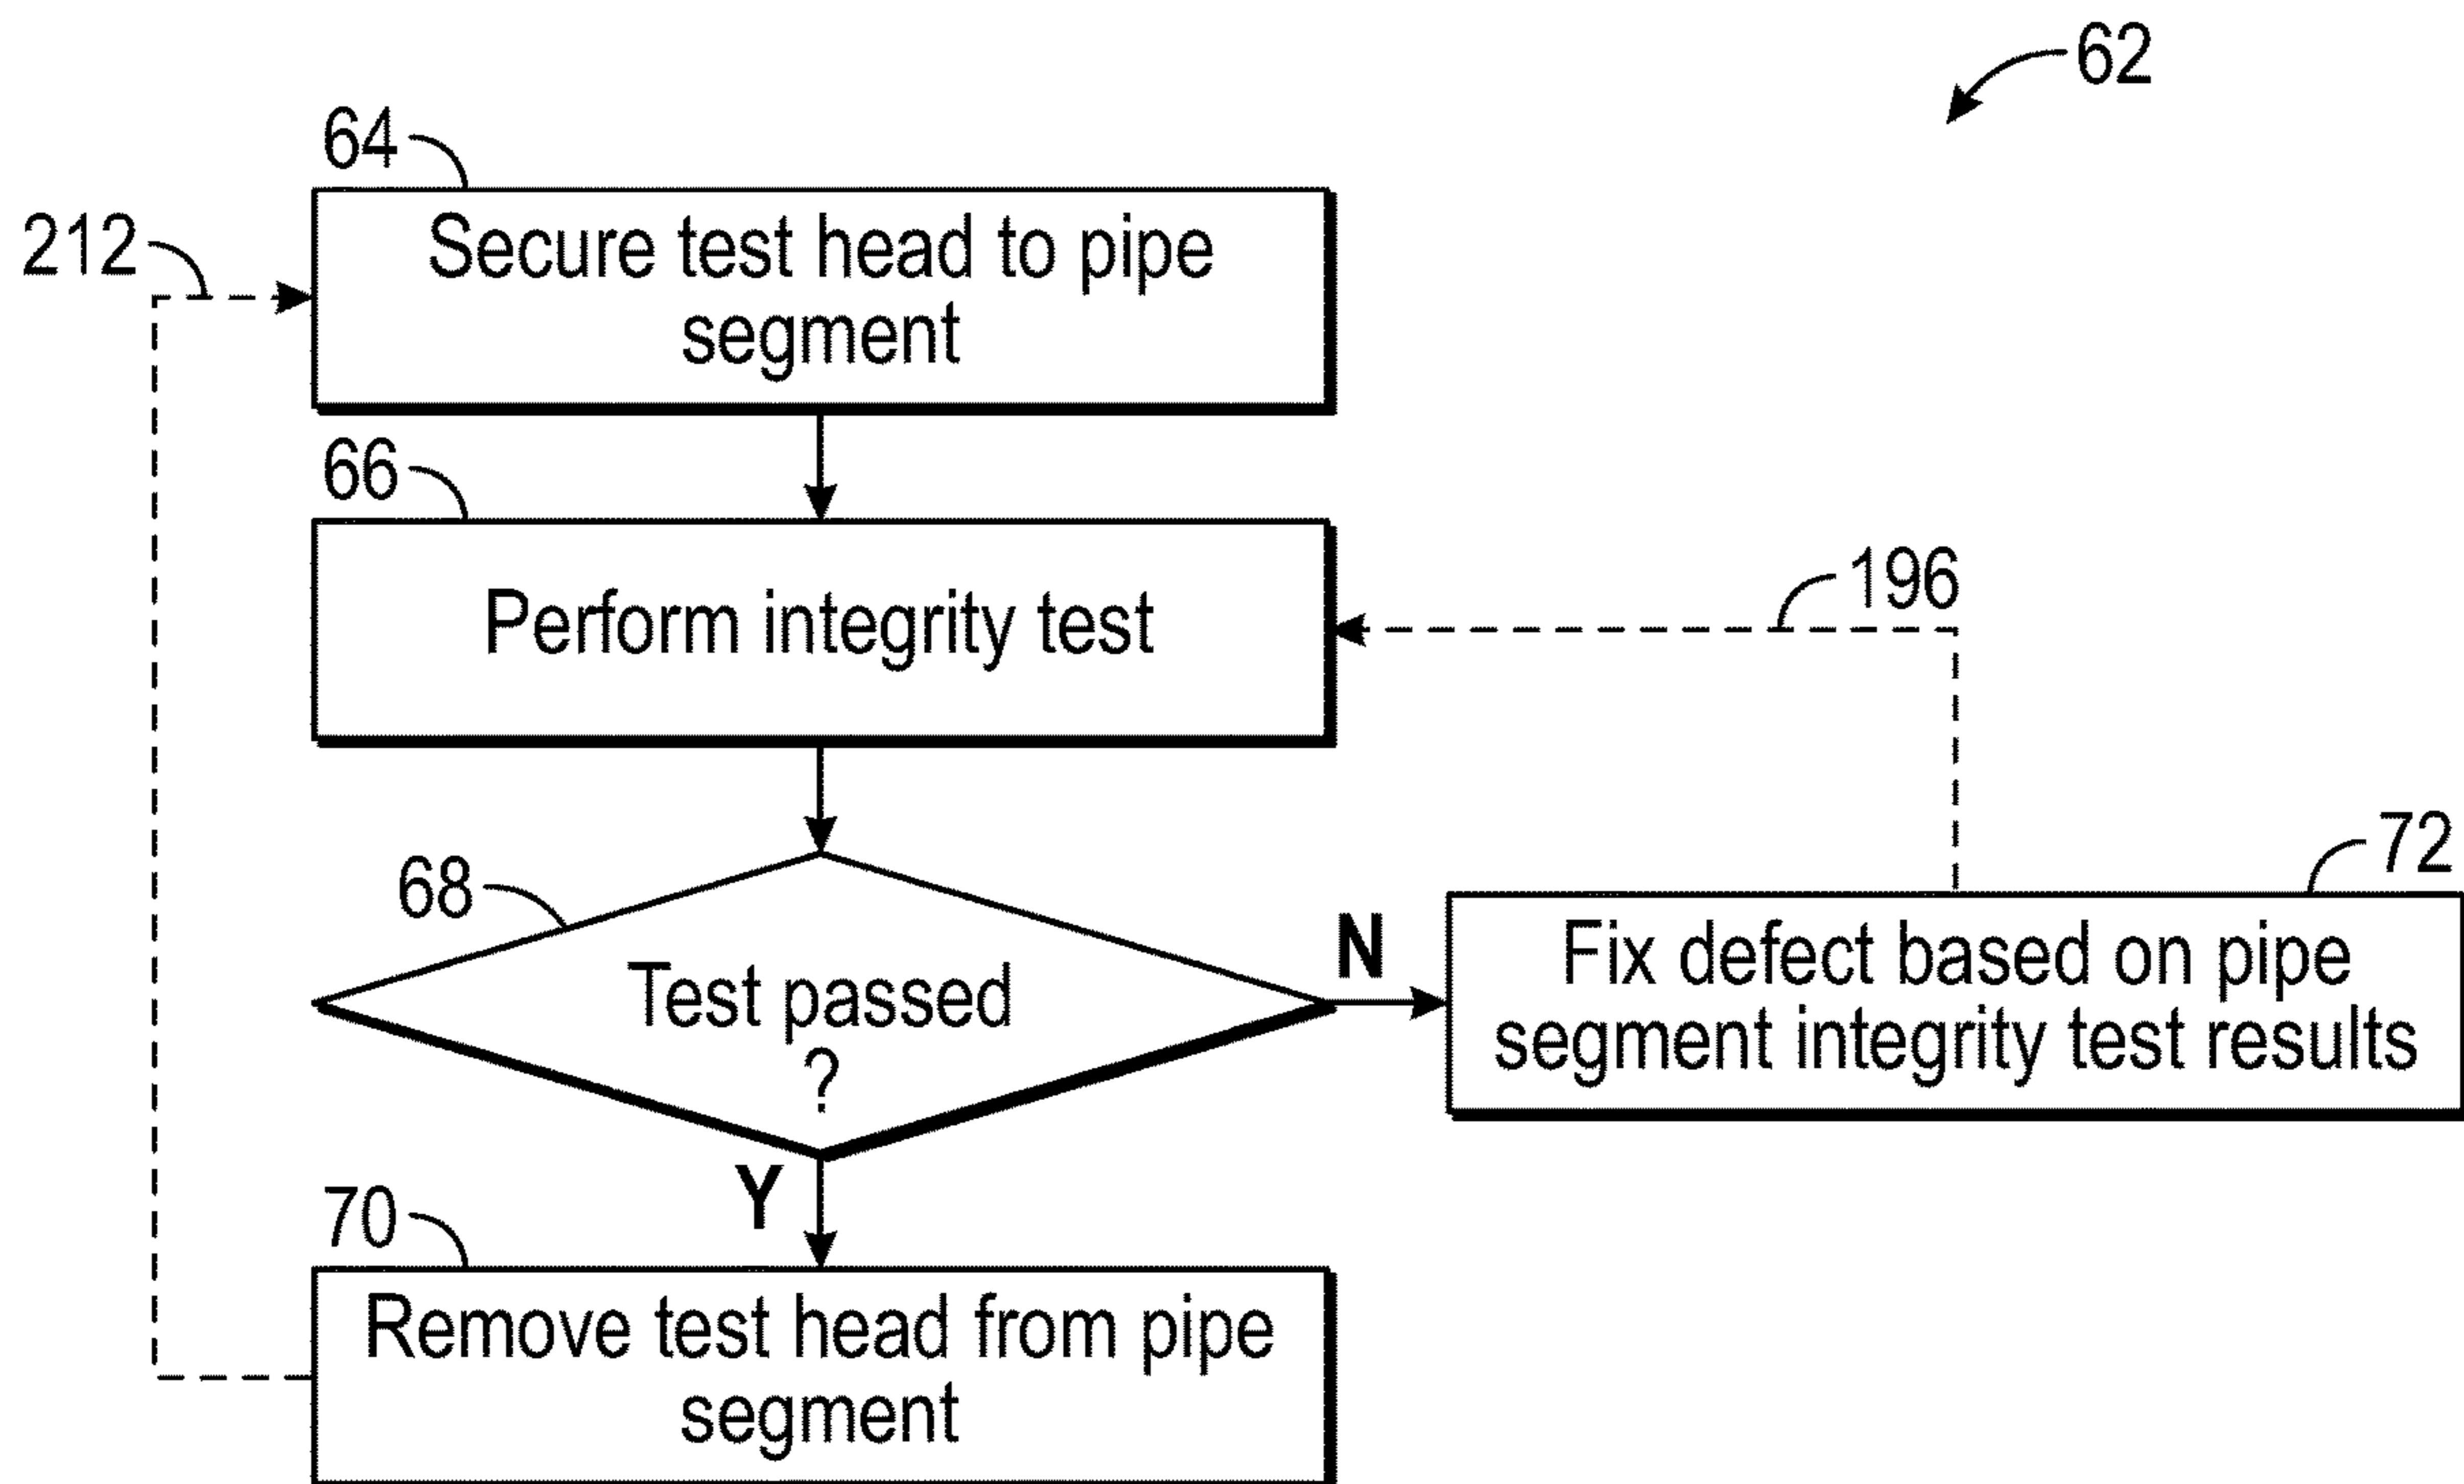 62
64
212
Secure test head to pipe
segment
66
Perform integrity test
196
68
Test passed
?
N
72
Fix defect based on pipe
segment integrity test results
Y
70
Remove test head from pipe
segment